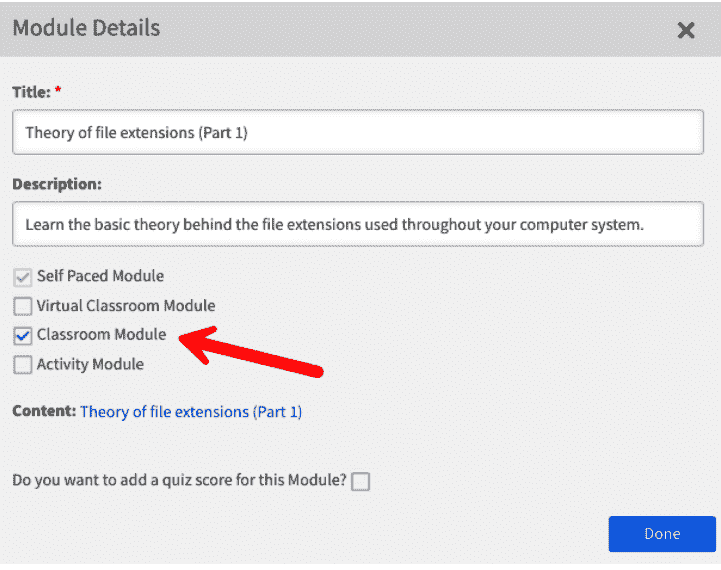 Module Details
Title: *
Theory of file extensions (Part 1)
Description:
Learn the basic theory behind the file extensions used throughout your computer system.
Self Paced Module
Virtual Classroom Module
Classroom Module
Activity Module
Content: Theory of file extensions (Part 1)
Do you want to add a quiz score for this Module?
Done